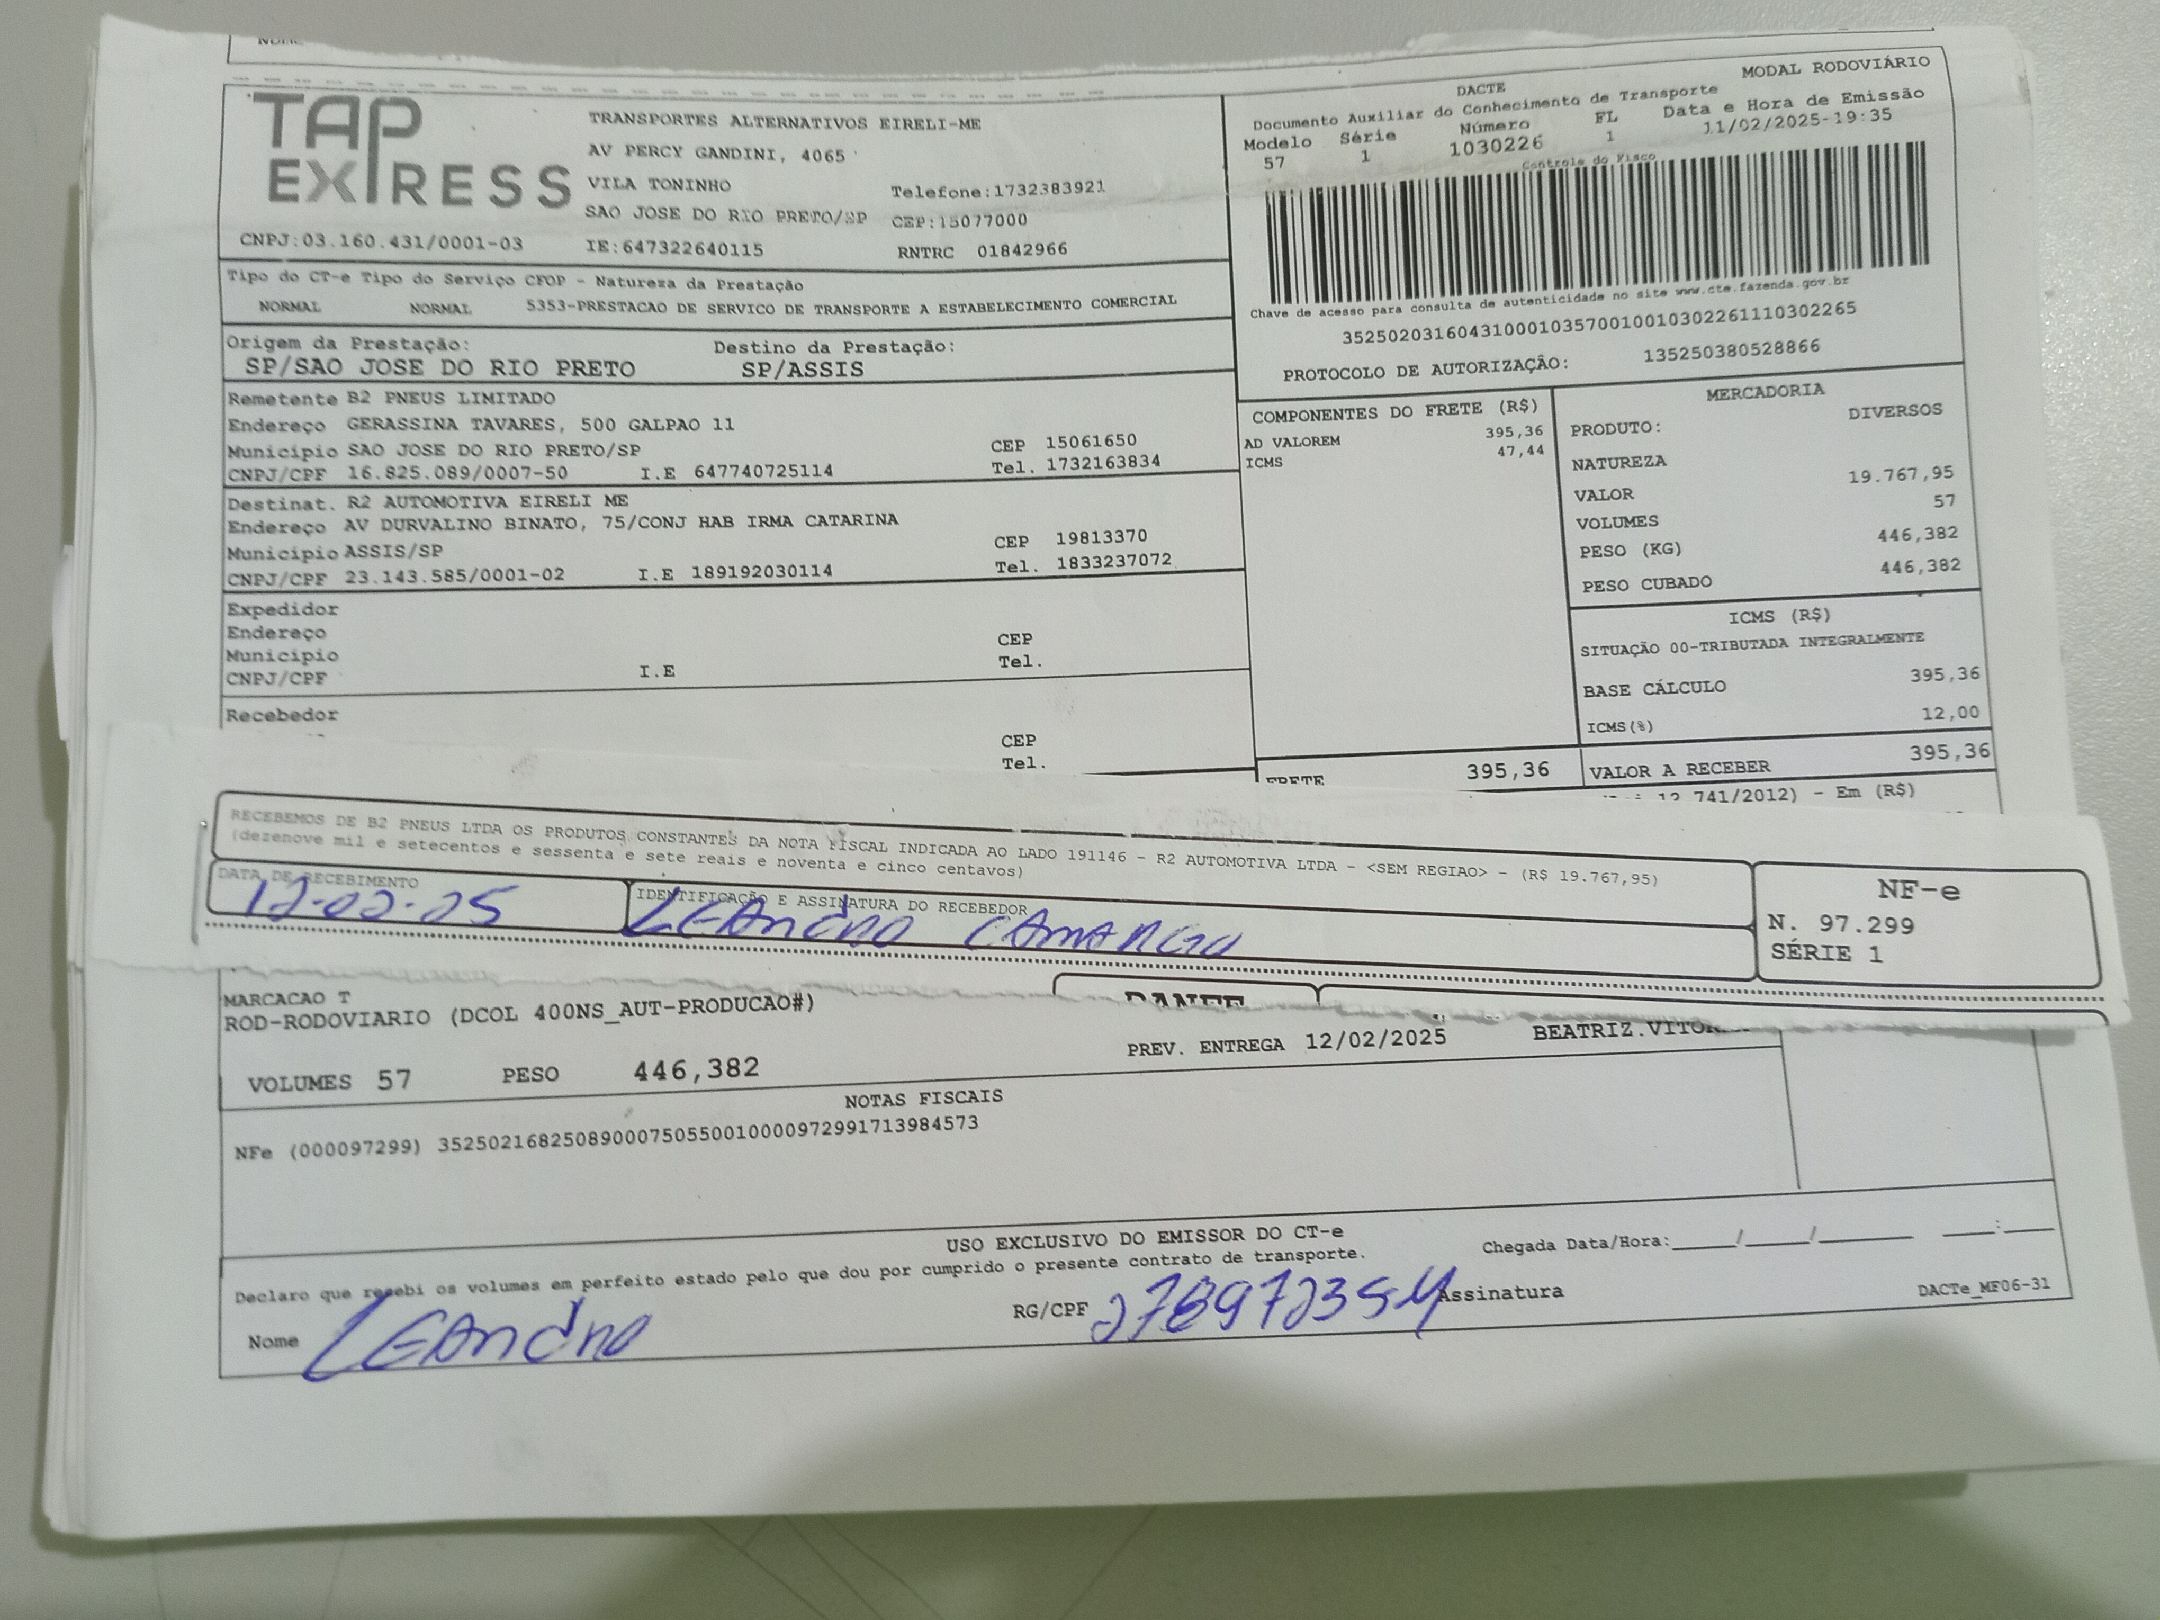 TAP EXPRESS
TRANSPORTES ALTERNATIVOS EIRELI-ME
AV PERCY GANDINI, 4065
VILA TONINHO Telefone:1732383921
SAO JOSE DO RIO PRETO/SP CEP:15077000
CNPJ:03.160.431/0001-03 IE:647322640115 RNTRC 01842966
MODAL RODOVIÁRIO
DACTE
Documento Auxiliar do Conhecimento de Transporte
Modelo Série Número FL Data e Hora de Emissão
57 1 1030226 1 11/02/2025-19:35
Controle do Fisco
Chave de acesso para consulta de autenticidade no site www.cte.fazenda.gov.br
35250203160431000103570010010302261110302265
PROTOCOLO DE AUTORIZAÇÃO: 135250380528866
Tipo do CT-e Tipo do Serviço CFOP - Natureza da Prestação
NORMAL NORMAL 5353-PRESTACAO DE SERVICO DE TRANSPORTE A ESTABELECIMENTO COMERCIAL
Origem da Prestação: Destino da Prestação:
SP/SAO JOSE DO RIO PRETO SP/ASSIS
Remetente B2 PNEUS LIMITADO
Endereço GERASSINA TAVARES, 500 GALPAO 11
Município SAO JOSE DO RIO PRETO/SP CEP 15061650
CNPJ/CPF 16.825.089/0007-50 I.E 647740725114 Tel. 1732163834
Destinat. R2 AUTOMOTIVA EIRELI ME
Endereço AV DURVALINO BINATO, 75/CONJ HAB IRMA CATARINA
Município ASSIS/SP CEP 19813370
CNPJ/CPF 23.143.585/0001-02 I.E 189192030114 Tel. 1833237072
Expedidor
Endereço
Município CEP
CNPJ/CPF I.E Tel.
Recebedor
CEP
Tel.
COMPONENTES DO FRETE (R$)
AD VALOREM 395,36
ICMS 47,44
FRETE 395,36
MERCADORIA
PRODUTO: DIVERSOS
NATUREZA
VALOR 19.767,95
VOLUMES 57
PESO (KG) 446,382
PESO CUBADO 446,382
ICMS (R$)
SITUAÇÃO 00-TRIBUTADA INTEGRALMENTE
BASE CÁLCULO 395,36
ICMS(%) 12,00
VALOR A RECEBER 395,36
12 741/2012) - Em (R$)
RECEBEMOS DE B2 PNEUS LTDA OS PRODUTOS CONSTANTES DA NOTA FISCAL INDICADA AO LADO 191146 - R2 AUTOMOTIVA LTDA - <SEM REGIAO> - (R$ 19.767,95)
(dezenove mil e setecentos e sessenta e sete reais e noventa e cinco centavos)
DATA DE RECEBIMENTO IDENTIFICAÇÃO E ASSINATURA DO RECEBEDOR
12-02-25 LEANDRO CAMARGO
NF-e
N. 97.299
SÉRIE 1
DANFE
MARCACAO T
ROD-RODOVIARIO (DCOL 400NS_AUT-PRODUCAO#)
VOLUMES 57 PESO 446,382 PREV. ENTREGA 12/02/2025
NOTAS FISCAIS
NFe (000097299) 35250216825089000750550010000972991713984573
USO EXCLUSIVO DO EMISSOR DO CT-e
Declaro que recebi os volumes em perfeito estado pelo que dou por cumprido o presente contrato de transporte. Chegada Data/Hora:_____/_____/_______ ____:____
Nome LEANDRO RG/CPF Assinatura DACTe_MF06-31